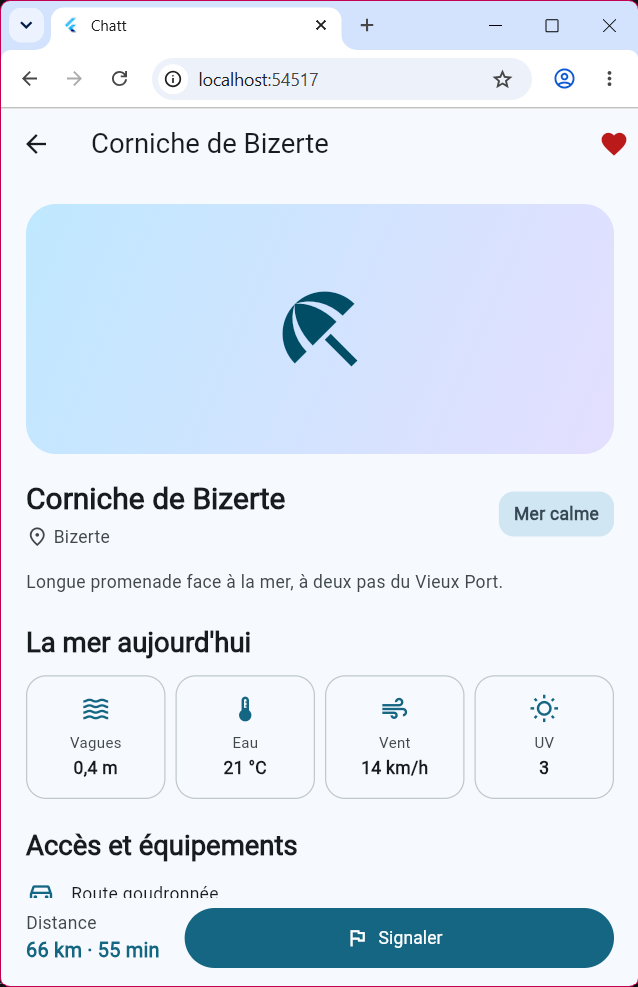 Chatt
localhost:54517
Corniche de Bizerte
Corniche de Bizerte
Mer calme
Bizerte
Longue promenade face à la mer, à deux pas du Vieux Port.
La mer aujourd'hui
Vagues
0,4 m
Eau
21 °C
Vent
14 km/h
UV
3
Accès et équipements
Route goudronnée
Distance
66 km · 55 min
Signaler